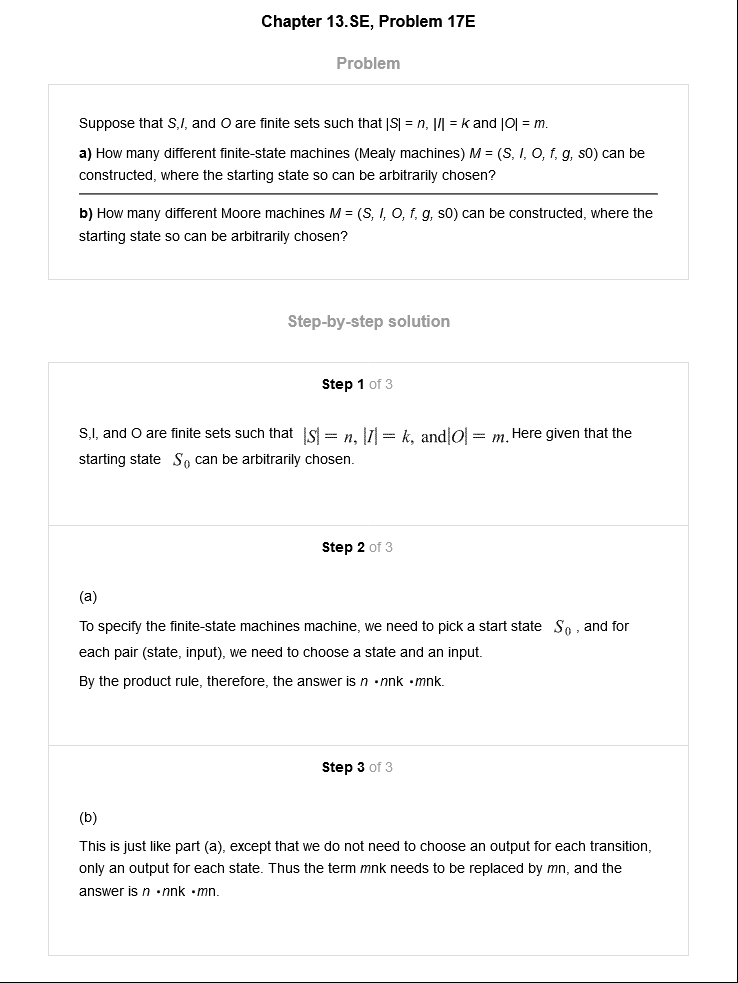 Chapter 13.SE, Problem 17E
Problem
Suppose that S,I, and O are finite sets such that |S| = n, |I| = k and |O| = m.
a) How many different finite-state machines (Mealy machines) M = (S, I, O, f, g, s0) can be
constructed, where the starting state so can be arbitrarily chosen?
b) How many different Moore machines M = (S, I, O, f, g, s0) can be constructed, where the
starting state so can be arbitrarily chosen?
Step-by-step solution
Step 1 of 3
S,I, and O are finite sets such that |S| = n, |I| = k, and|O| = m. Here given that the
starting state S₀ can be arbitrarily chosen.
Step 2 of 3
(a)
To specify the finite-state machines machine, we need to pick a start state S₀ , and for
each pair (state, input), we need to choose a state and an input.
By the product rule, therefore, the answer is n •nnk •mnk.
Step 3 of 3
(b)
This is just like part (a), except that we do not need to choose an output for each transition,
only an output for each state. Thus the term mnk needs to be replaced by mn, and the
answer is n •nnk •mn.